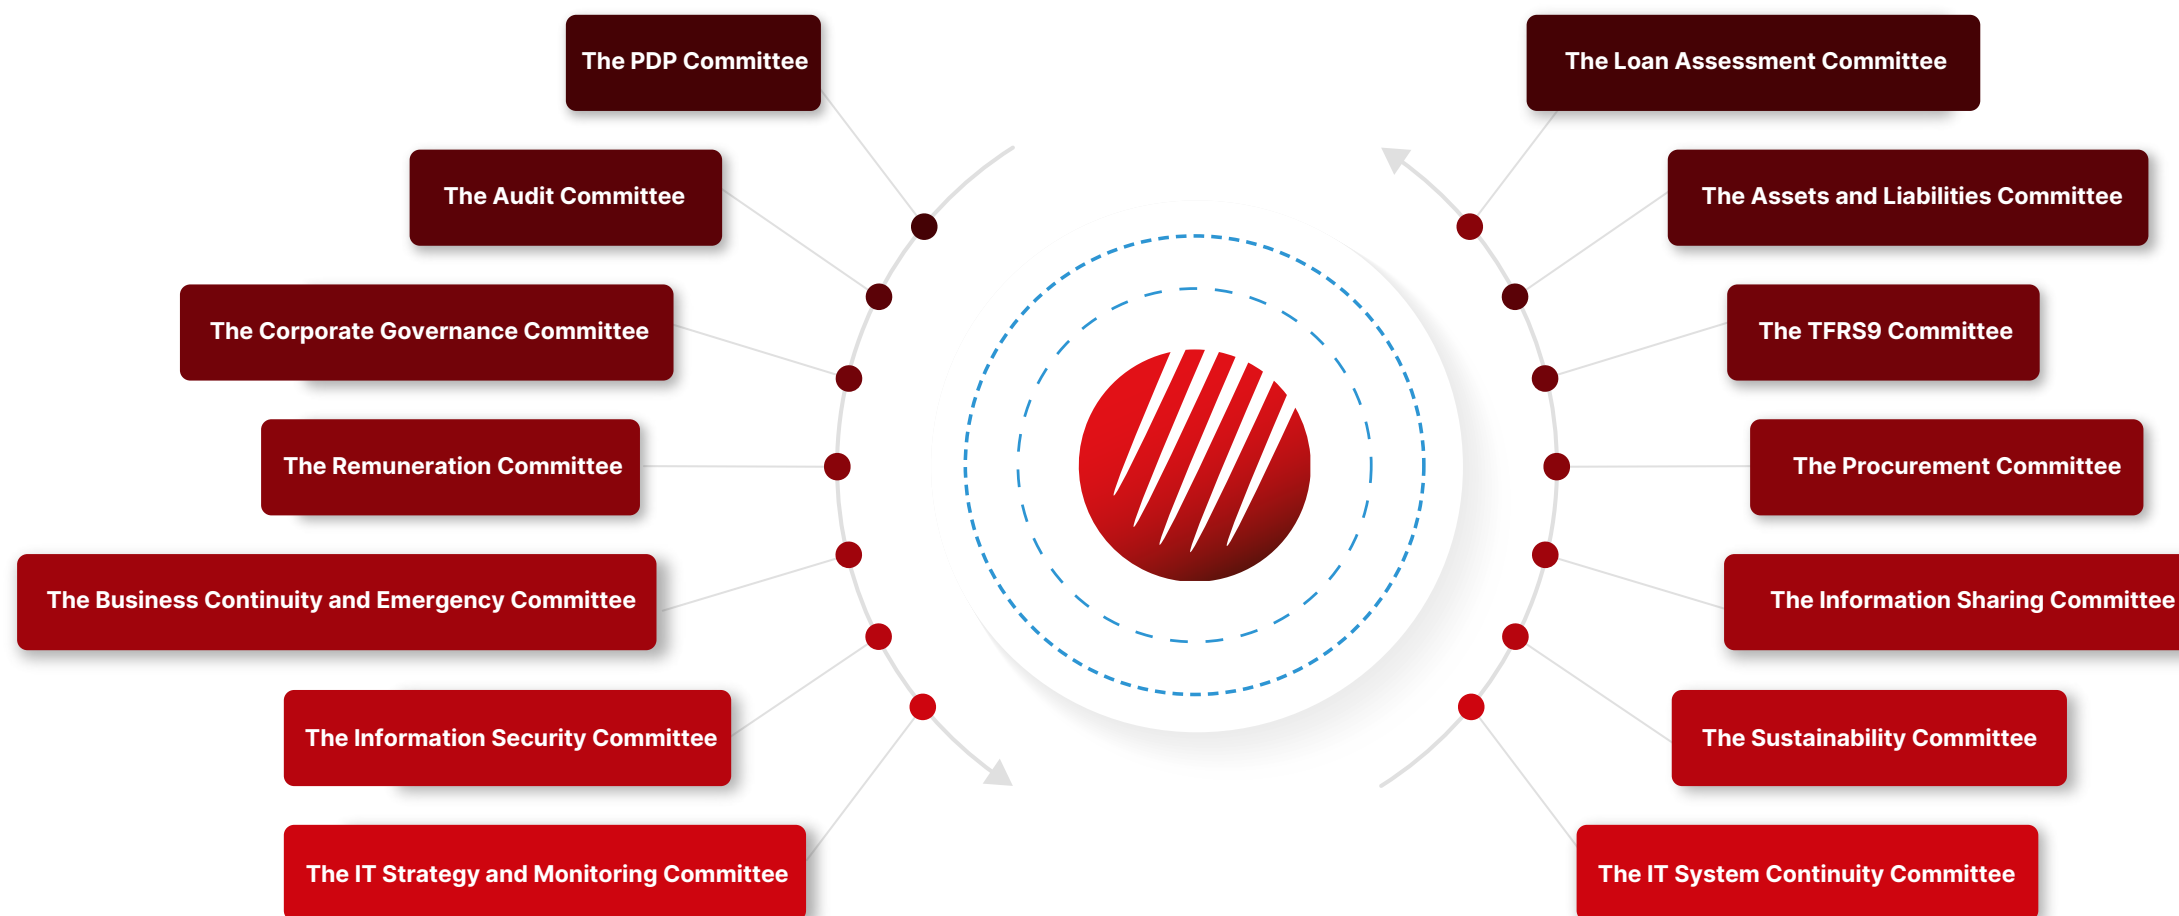 The PDP Committee
The Audit Committee
The Corporate Governance Committee
The Remuneration Committee
The Business Continuity and Emergency Committee
The Information Security Committee
The IT Strategy and Monitoring Committee
The Loan Assessment Committee
The Assets and Liabilities Committee
The TFRS9 Committee
The Procurement Committee
The Information Sharing Committee
The Sustainability Committee
The IT System Continuity Committee